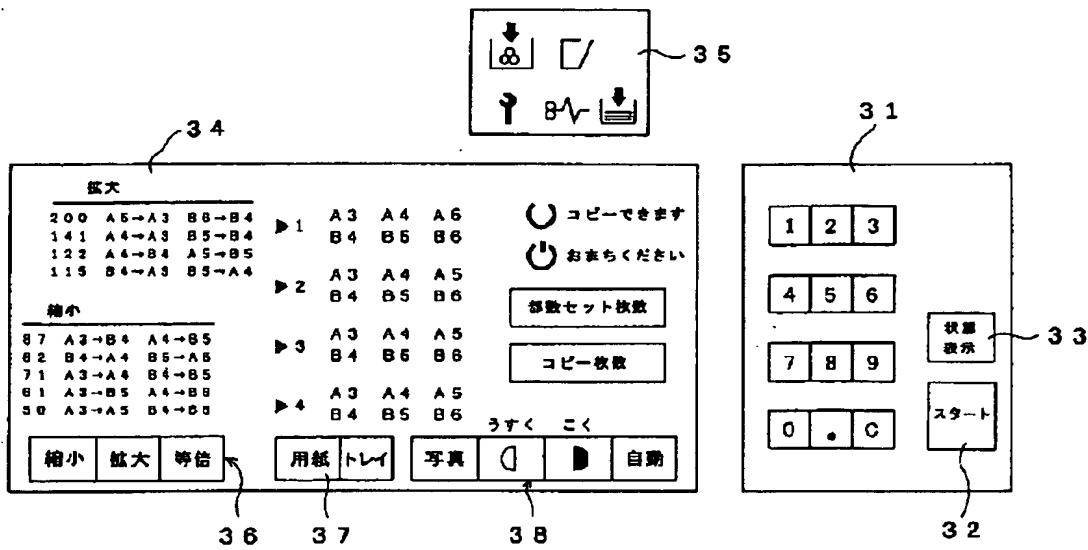 35
34
31
拡大
200 A5→A3 B6→B4
141 A4→A3 B5→B4
122 A4→B4 A5→B5
115 B4→A3 B5→A4
縮小
87 A3→B4 A4→B5
82 B4→A4 B5→A5
71 A3→A4 B4→B5
61 A3→B5 A4→B6
50 A3→A5 B4→B6
▶1 A3 A4 A6
B4 B5 B6
▶2 A3 A4 A5
B4 B5 B6
▶3 A3 A4 A5
B4 B5 B6
▶4 A3 A4 A5
B4 B5 B6
コピーできます
おまちください
部数セット枚数
コピー枚数
うすく こく
縮小 拡大 等倍
用紙 トレイ
写真 自動
36
37
38
1 2 3
4 5 6
7 8 9
0 . C
状態
表示
33
スタート
32